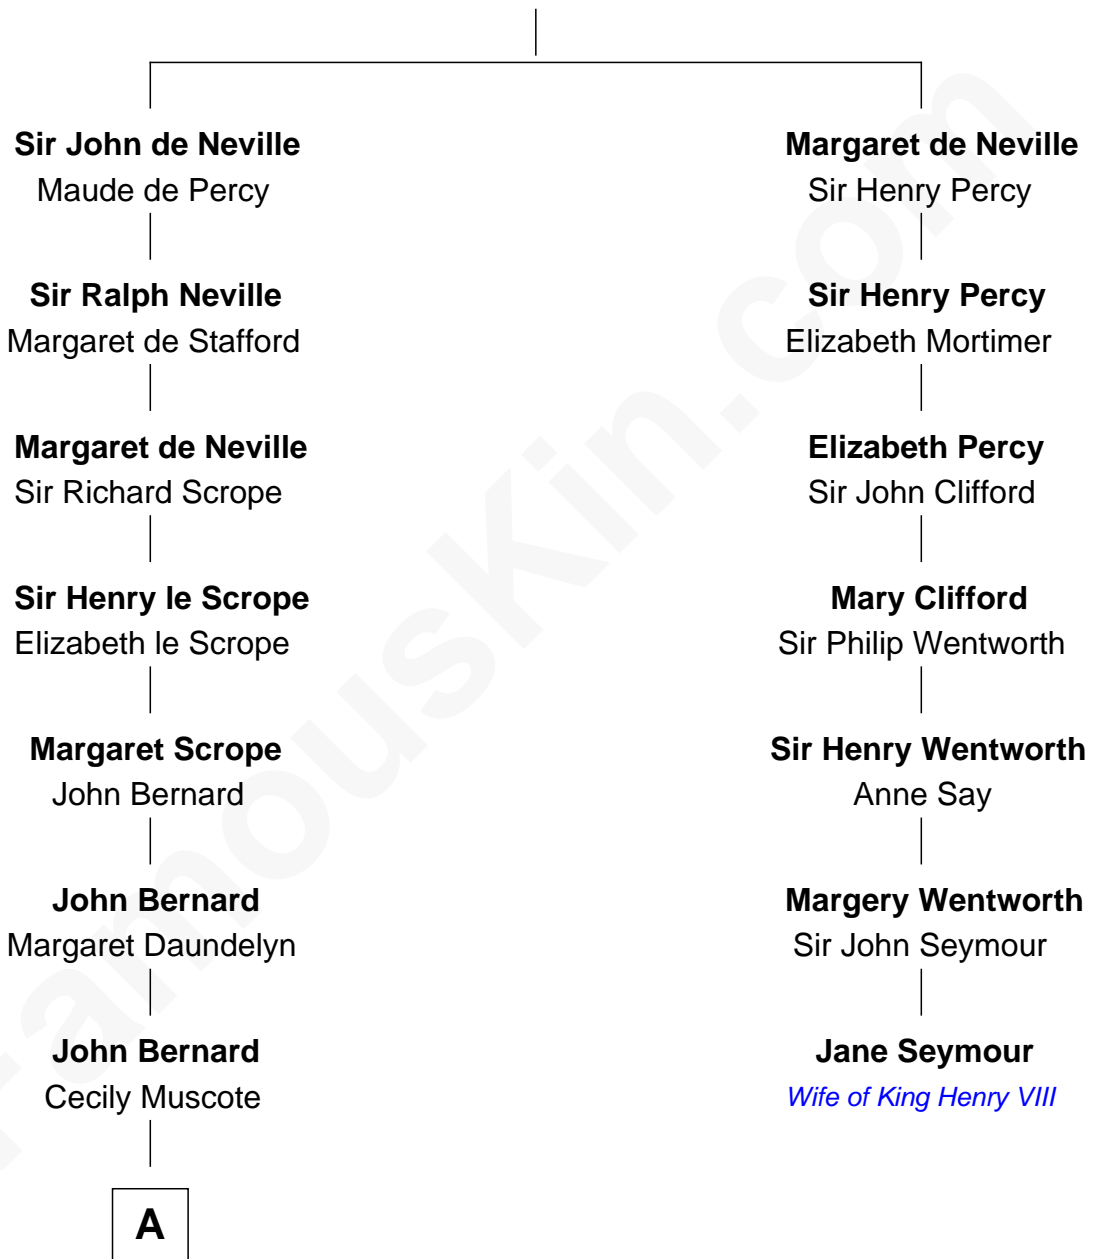 Sir John de Neville
Maude de Percy
Sir Ralph Neville
Margaret de Stafford
Margaret de Neville
Sir Richard Scrope
Sir Henry le Scrope
Elizabeth le Scrope
Margaret Scrope
John Bernard
John Bernard
Margaret Daundelyn
John Bernard
Cecily Muscote
A
Margaret de Neville
Sir Henry Percy
Sir Henry Percy
Elizabeth Mortimer
Elizabeth Percy
Sir John Clifford
Mary Clifford
Sir Philip Wentworth
Sir Henry Wentworth
Anne Say
Margery Wentworth
Sir John Seymour
Jane Seymour
Wife of King Henry VIII
FamousKin.com